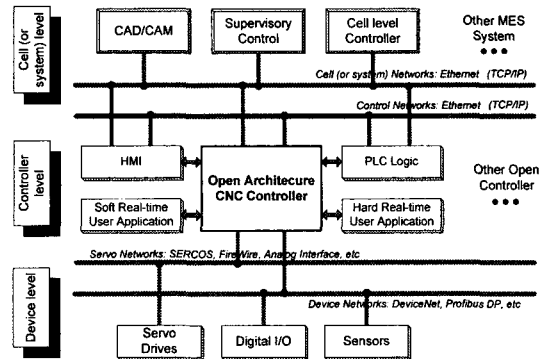 Cell (or
system) level
CAD/CAM
Supervisory
Control
Cell level
Controller
Other MES
System
Cell (or system) Networks: Ethernet (TCP/IP)
Control Networks: Ethernet (TCP/IP)
Controller
level
HMI
Open Architecure
CNC Controller
PLC Logic
Soft Real-time
User Application
Hard Real-time
User Application
Other Open
Controller
Servo Networks: SERCOS, FireWire, Analog Interface, etc
Device level
Device Networks: DeviceNet, Profibus DP, etc
Servo
Drives
Digital I/O
Sensors